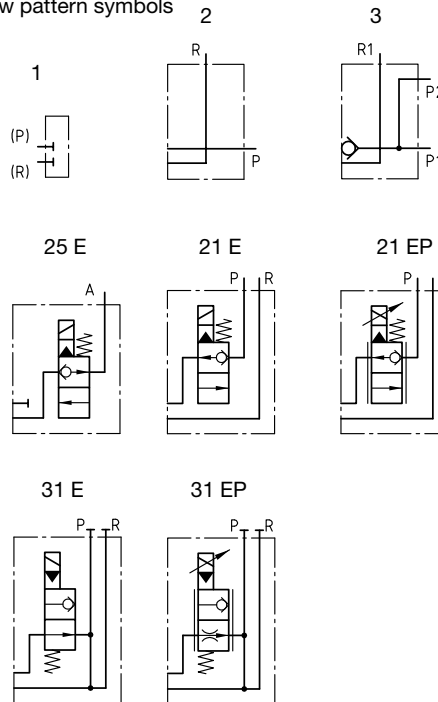 pattern symbols
2
3
1
R
R1
(P)
(R)
P
P2
P1
25 E
21 E
21 EP
A
P R
P
31 E
31 EP
P R
P R